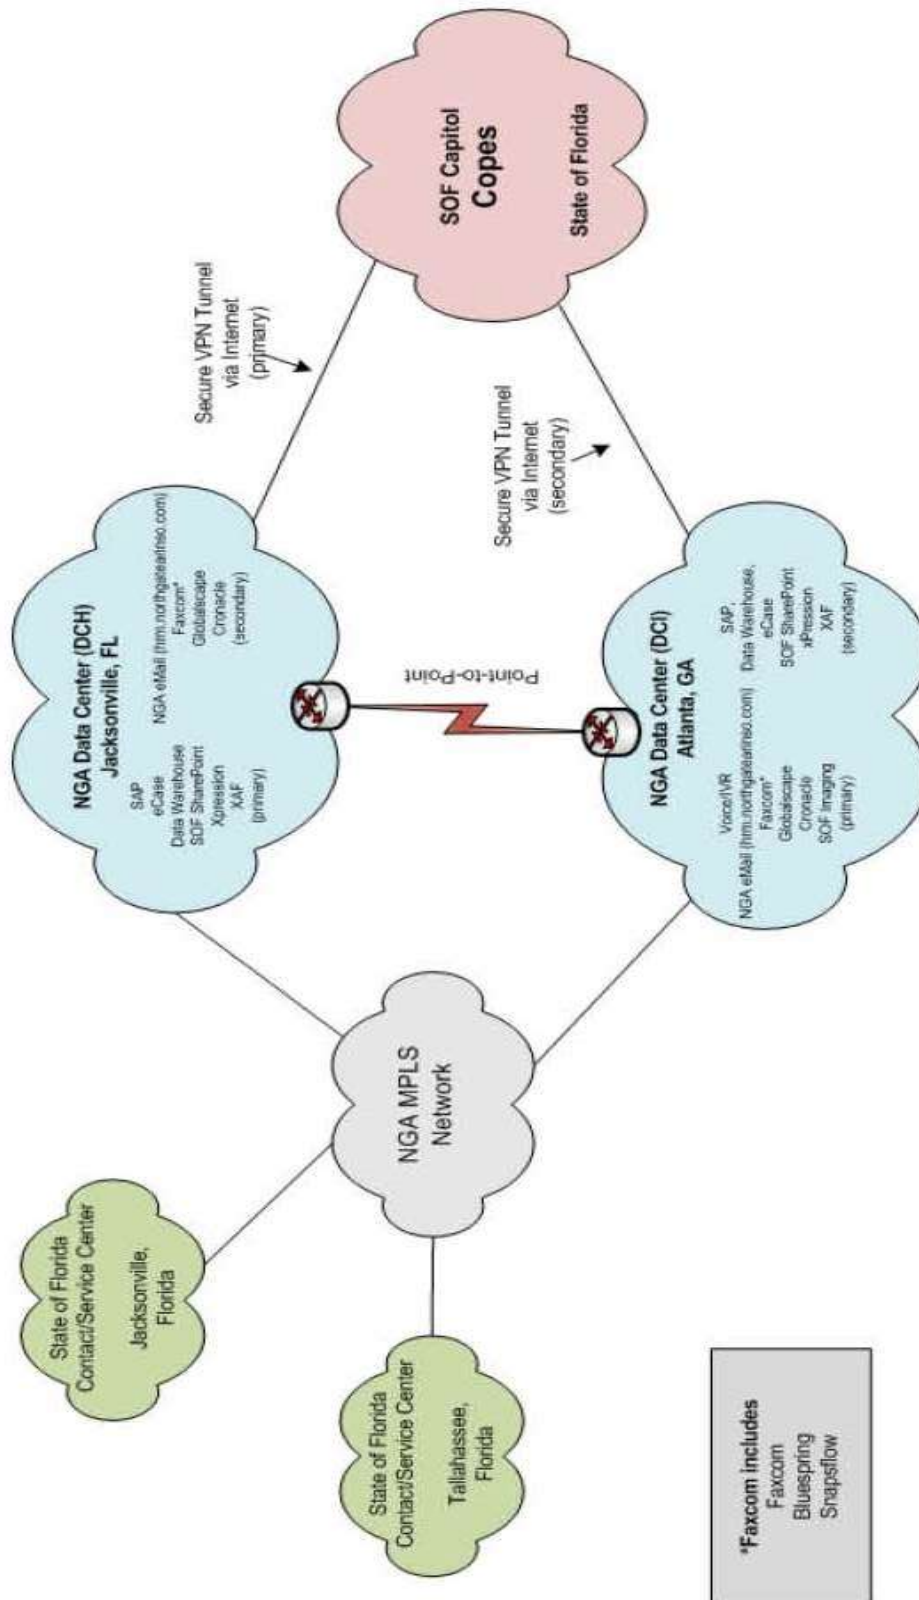 State of Florida
Contact/Service Center
Jacksonville,
Florida
State of Florida
Contact/Service Center
Tallahassee,
Florida
*Faxcom includes
Faxcom
Bluespring
Snapsflow
NGA MPLS
Network
NGA Data Center (DCH)
Jacksonville, FL
SAP
eCase
Data Warehouse
SOF SharePoint
Xpression
XAF
(primary)
NGA eMail (hrm.northgatearinso.com)
Faxcom*
Globalscape
Cronacle
(secondary)
Point-to-Point
NGA Data Center (DCI)
Atlanta, GA
Voice/IVR
NGA eMail (hrm.northgatearinso.com)
Faxcom*
Globalscape
Cronacle
SOF Imaging
(primary)
SAP,
Data Warehouse,
eCase
SOF SharePoint
xPression
XAF
(secondary)
Secure VPN Tunnel
via Internet
(primary)
Secure VPN Tunnel
via Internet
(secondary)
SOF Capitol
Copes
State of Florida